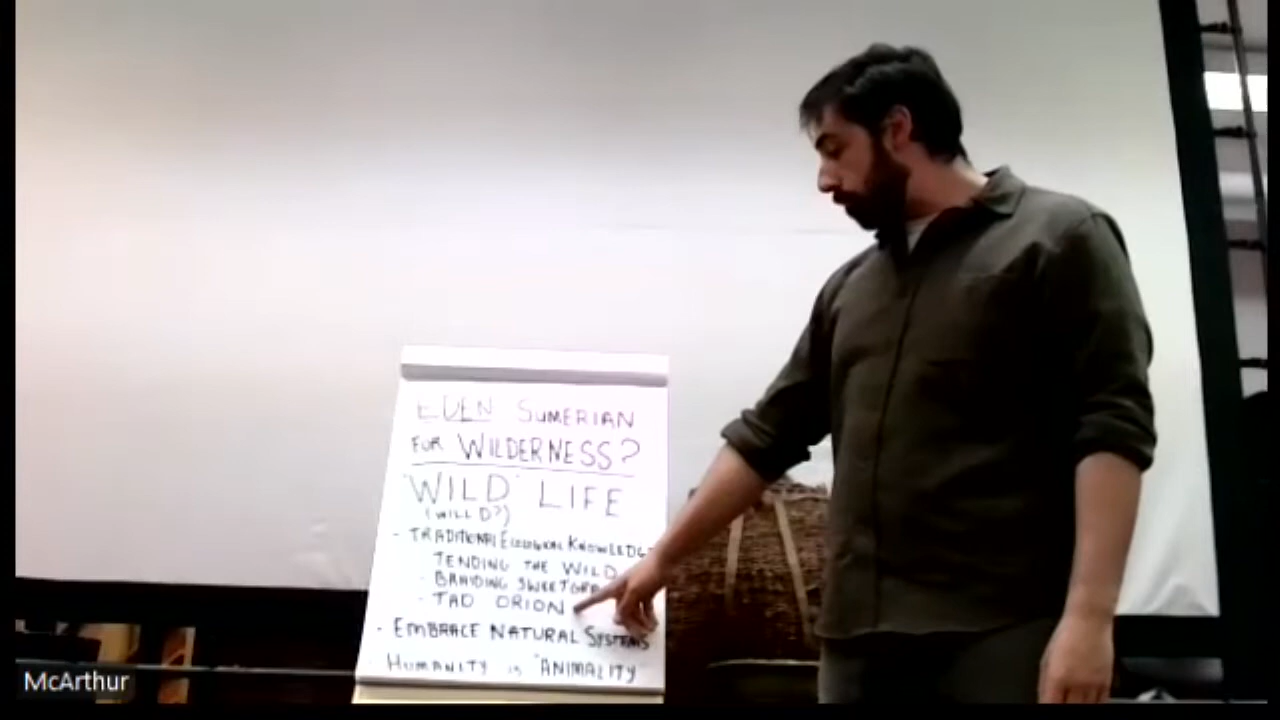 EDEN SUMERIAN
FOR WILDERNESS?
"WILD" LIFE
(WILL'D?)
- TRADITIONAL ECOLOGICAL KNOWLEDGE
TENDING THE WILD
- BRAIDING SWEETGRA
- TAO ORION
- EMBRACE NATURAL SYSTEMS
- HUMANITY is "ANIMALITY
McArthur